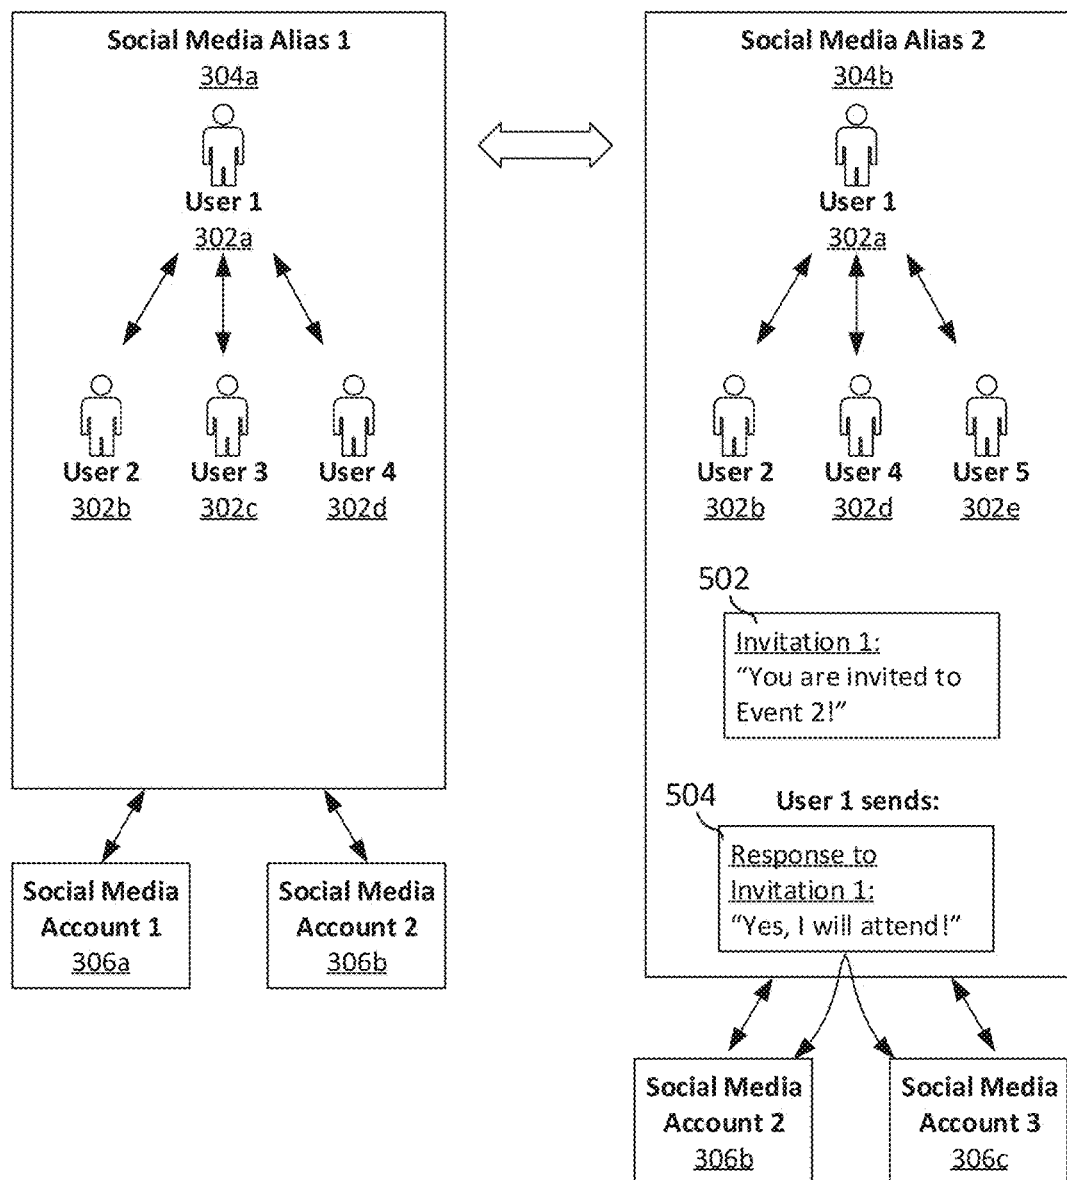 Social Media Alias 1
304a
User 1
302a
User 2
302b
User 3
302c
User 4
302d
Social Media
Account 1
306a
Social Media
Account 2
306b
Social Media Alias 2
304b
User 1
302a
User 2
302b
User 4
302d
User 5
302e
502
Invitation 1:
“You are invited to
Event 2!”
504
User 1 sends:
Response to
Invitation 1:
“Yes, I will attend!”
Social Media
Account 2
306b
Social Media
Account 3
306c